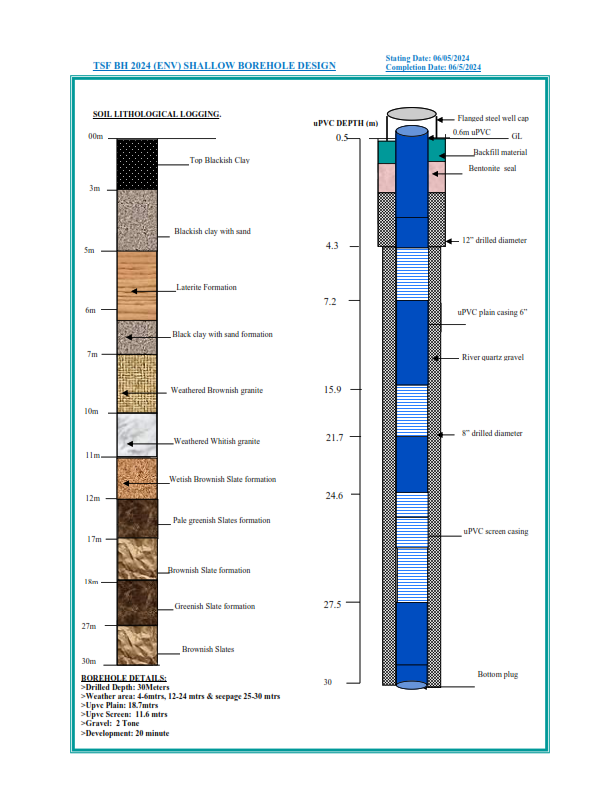 TSF BH 2024 (ENV) SHALLOW BOREHOLE DESIGN
Stating Date: 06/05/2024
Completion Date: 06/5/2024
SOIL LITHOLOGICAL LOGGING.
00m
Top Blackish Clay
3m
Blackish clay with sand
5m
Laterite Formation
6m
Black clay with sand formation
7m
Weathered Brownish granite
10m
Weathered Whitish granite
11m
Wetish Brownish Slate formation
12m
Pale greenish Slates formation
17m
Brownish Slate formation
18m
Greenish Slate formation
27m
Brownish Slates
30m
uPVC DEPTH (m)
Flanged steel well cap
0.6m uPVC
0.5
GL
Backfill material
Bentonite seal
12” drilled diameter
4.3
7.2
uPVC plain casing 6”
River quartz gravel
15.9
8” drilled diameter
21.7
24.6
uPVC screen casing
27.5
Bottom plug
30
BOREHOLE DETAILS:
>Drilled Depth: 30Meters
>Weather area: 4-6mtrs, 12-24 mtrs & seepage 25-30 mtrs
>Upvc Plain: 18.7mtrs
>Upvc Screen: 11.6 mtrs
>Gravel: 2 Tone
>Development: 20 minute